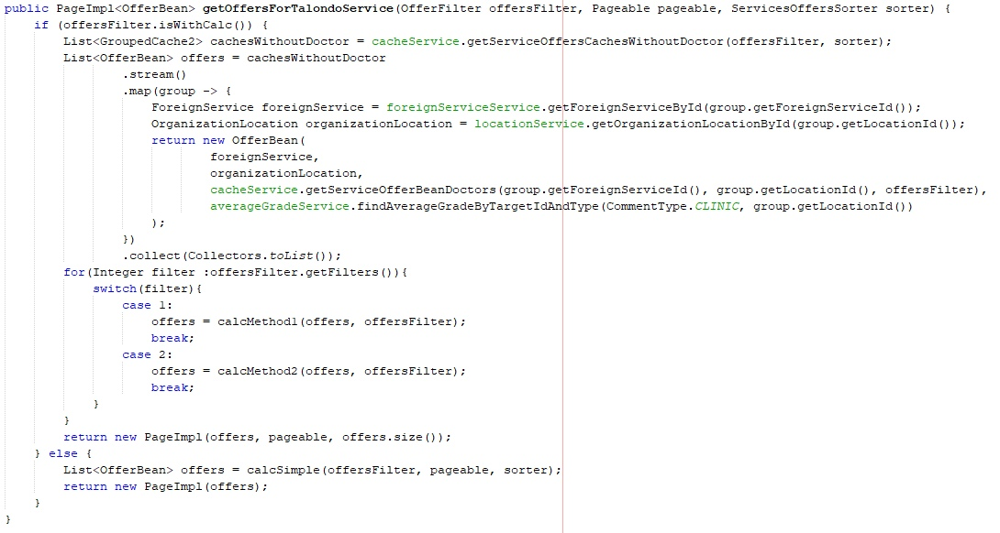 public PageImpl<OfferBean> getOffersForTalondoService(OfferFilter offersFilter, Pageable pageable, ServicesOffersSorter sorter) {
    if (offersFilter.isWithCalc()) {
        List<GroupedCache2> cachesWithoutDoctor = cacheService.getServiceOffersCachesWithoutDoctor(offersFilter, sorter);
        List<OfferBean> offers = cachesWithoutDoctor
                .stream()
                .map(group -> {
                    ForeignService foreignService = foreignServiceService.getForeignServiceById(group.getForeignServiceId());
                    OrganizationLocation organizationLocation = locationService.getOrganizationLocationById(group.getLocationId());
                    return new OfferBean(
                            foreignService,
                            organizationLocation,
                            cacheService.getServiceOfferBeanDoctors(group.getForeignServiceId(), group.getLocationId(), offersFilter),
                            averageGradeService.findAverageGradeByTargetIdAndType(CommentType.CLINIC, group.getLocationId())
                    );
                })
                .collect(Collectors.toList());
        for(Integer filter :offersFilter.getFilters()){
            switch(filter){
                case 1:
                    offers = calcMethod1(offers, offersFilter);
                    break;
                case 2:
                    offers = calcMethod2(offers, offersFilter);
                    break;
            }
        }
        return new PageImpl(offers, pageable, offers.size());
    } else {
        List<OfferBean> offers = calcSimple(offersFilter, pageable, sorter);
        return new PageImpl(offers);
    }
}